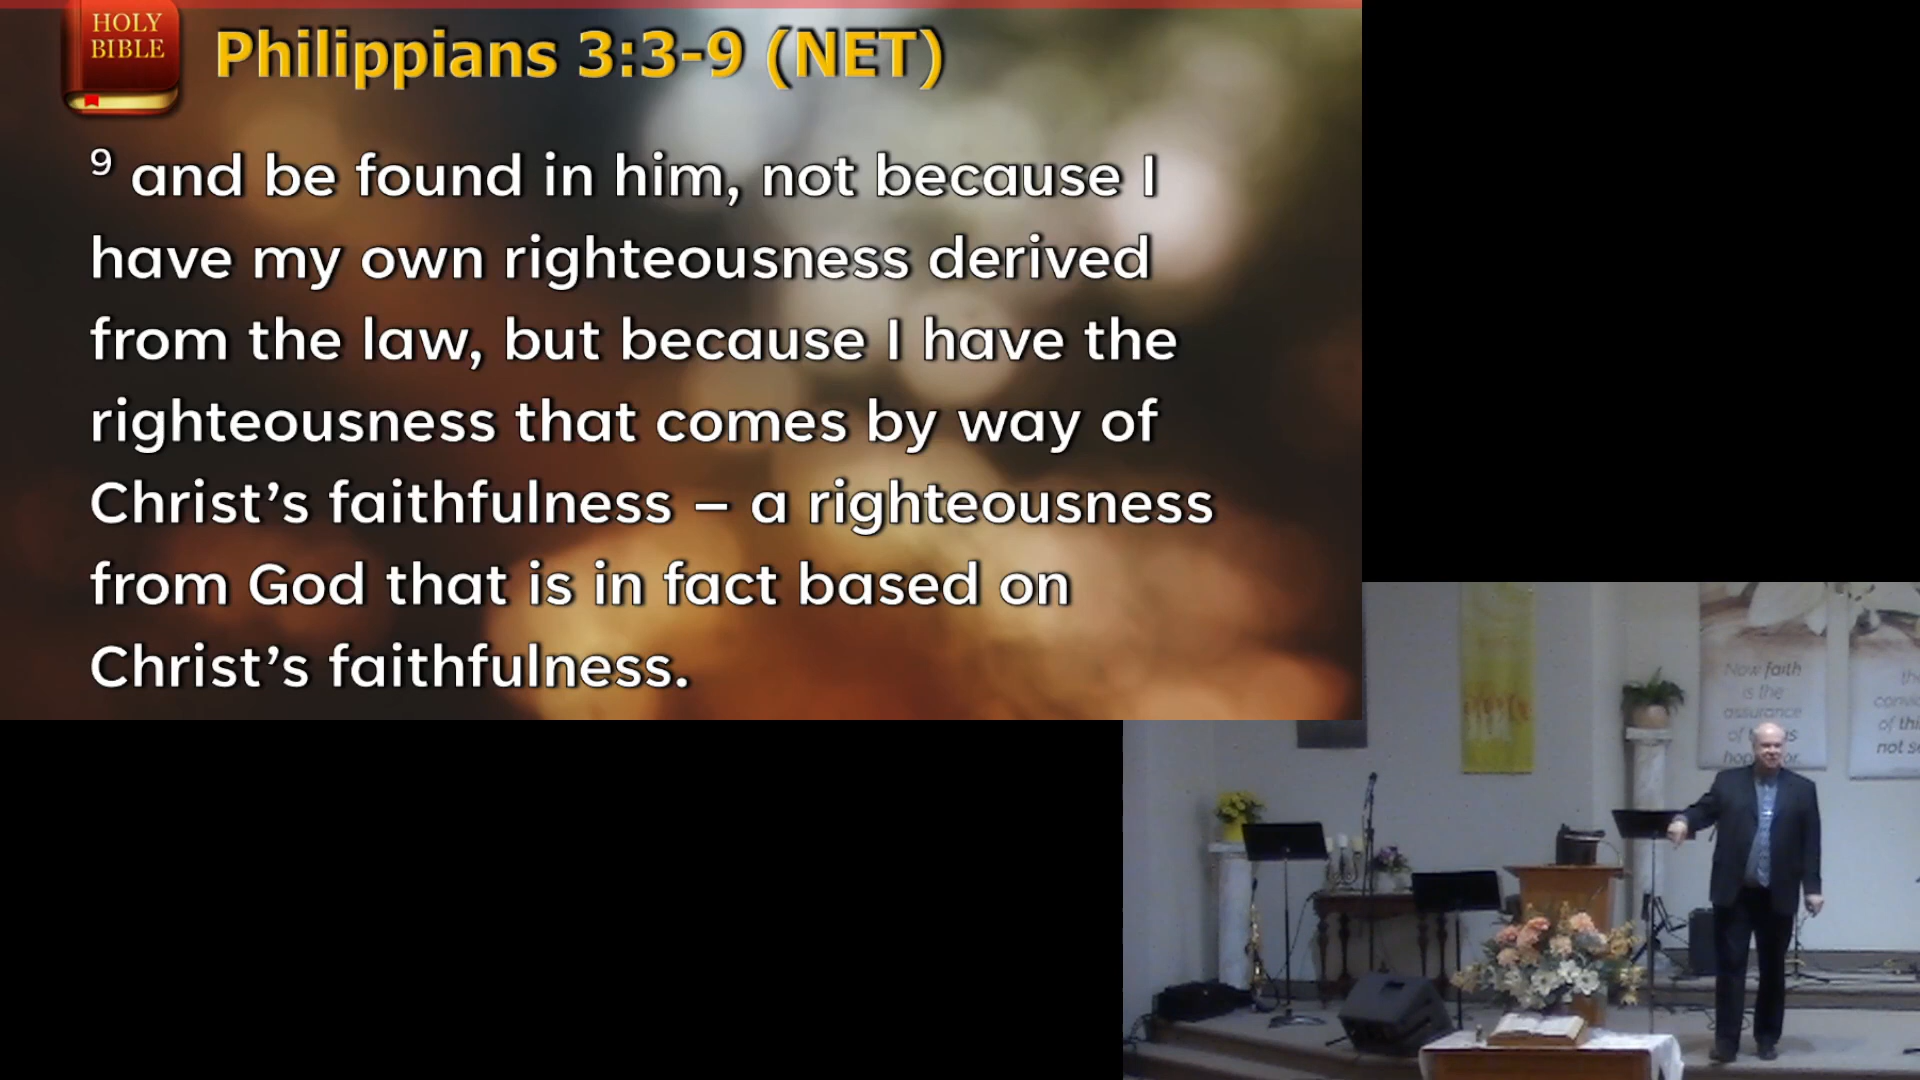 HOLY
BIBLE
Philippians 3:3-9 (NET)
9 and be found in him, not because I
have my own righteousness derived
from the law, but because I have the
righteousness that comes by way of
Christ’s faithfulness – a righteousness
from God that is in fact based on
Christ’s faithfulness.
Now faith
is the
assurance
of
not